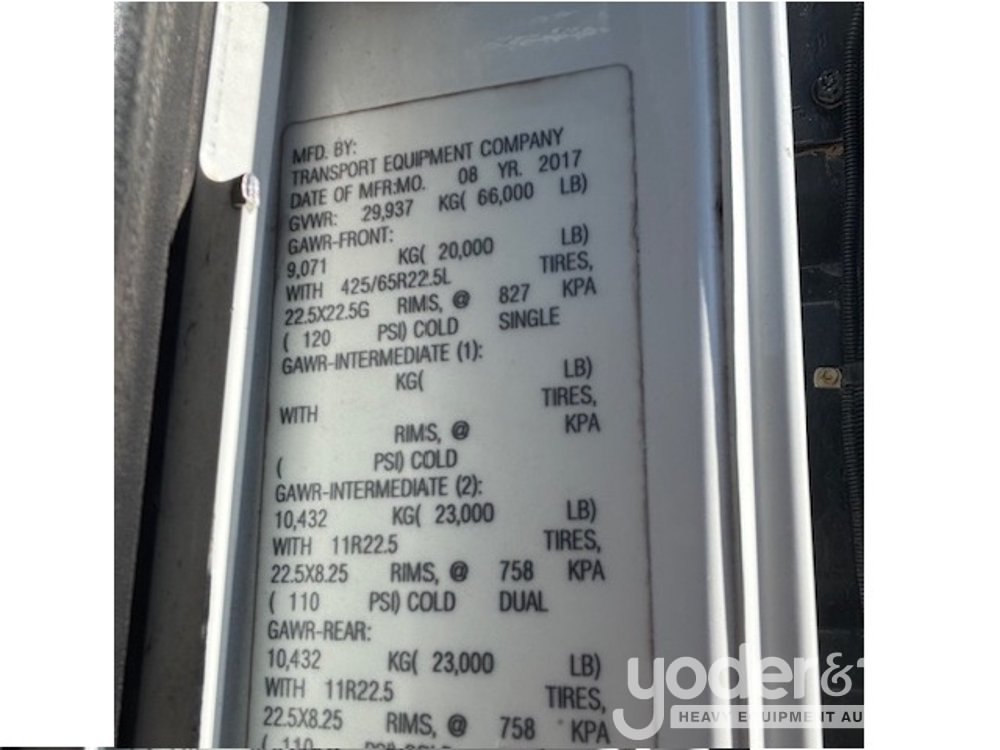 MFD. BY:
TRANSPORT EQUIPMENT COMPANY
DATE OF MFR:MO. 08 YR. 2017
GVWR: 29,937 KG( 66,000 LB)
GAWR-FRONT:
9,071 KG( 20,000 LB)
WITH 425/65R22.5L TIRES,
22.5X22.5G RIMS, @ 827 KPA
( 120 PSI) COLD SINGLE
GAWR-INTERMEDIATE (1):
KG( LB)
WITH TIRES,
RIMS, @ KPA
( PSI) COLD
GAWR-INTERMEDIATE (2):
10,432 KG( 23,000 LB)
WITH 11R22.5 TIRES,
22.5X8.25 RIMS, @ 758 KPA
( 110 PSI) COLD DUAL
GAWR-REAR:
10,432 KG( 23,000 LB)
WITH 11R22.5 TIRES,
22.5X8.25 RIMS, @ 758 KPA
( 110 PSI) COLD
yoder&
HEAVY EQUIPMENT AU